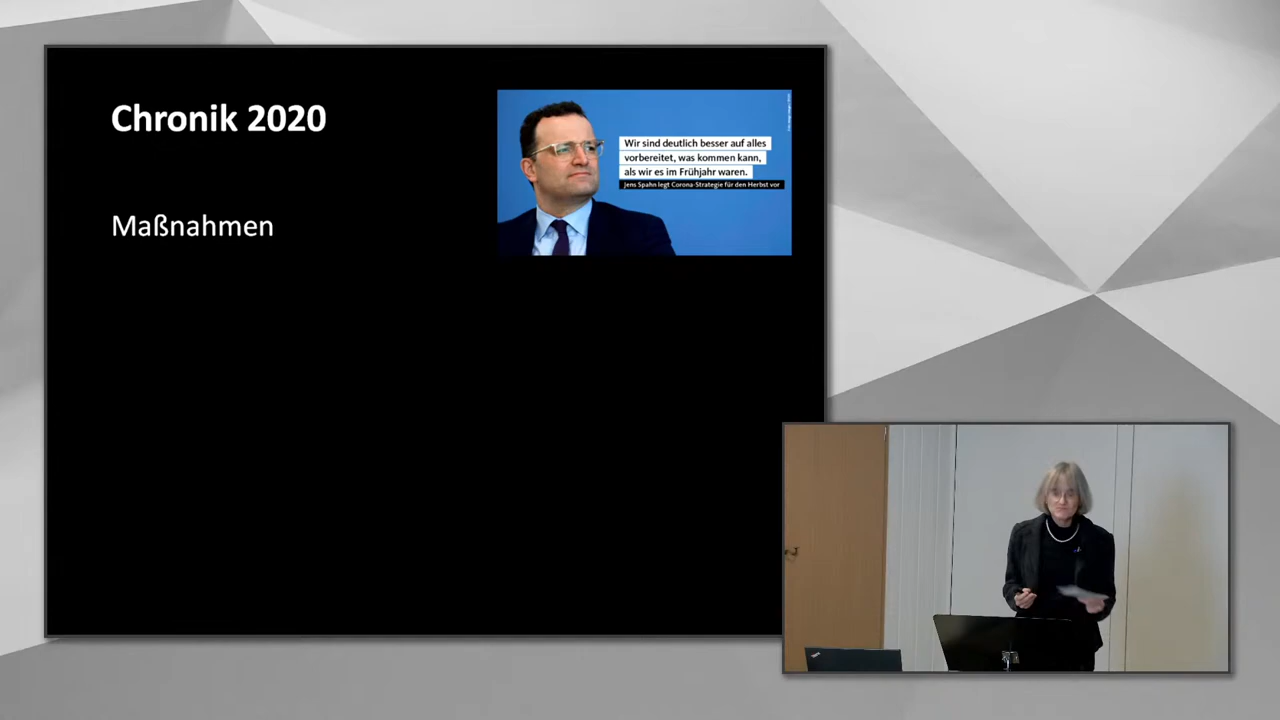 Chronik 2020
Wir sind deutlich besser auf alles
vorbereitet, was kommen kann,
als wir es im Frühjahr waren.
Jens Spahn legt Corona-Strategie für den Herbst vor
Maßnahmen